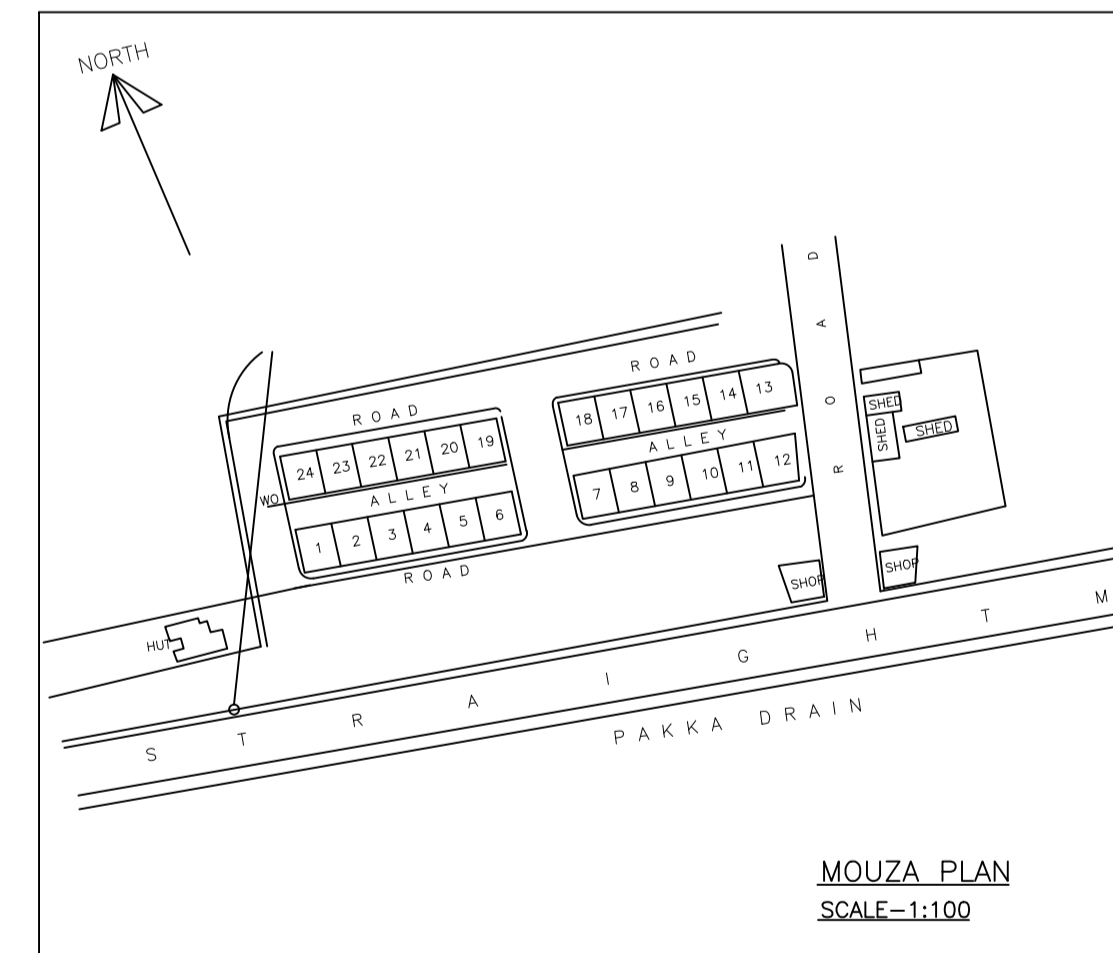 NORTH
ROAD
ROAD
ROAD
18 17 16 15 14 13
24 23 22 21 20 19
WO
ALLEY
ALLEY
7 8 9 10 11 12
1 2 3 4 5 6
ROAD
SHED
SHED
SHED
SHOP
SHOP
HUT
STRAIGHT M
PAKKA DRAIN
MOUZA PLAN
SCALE-1:100